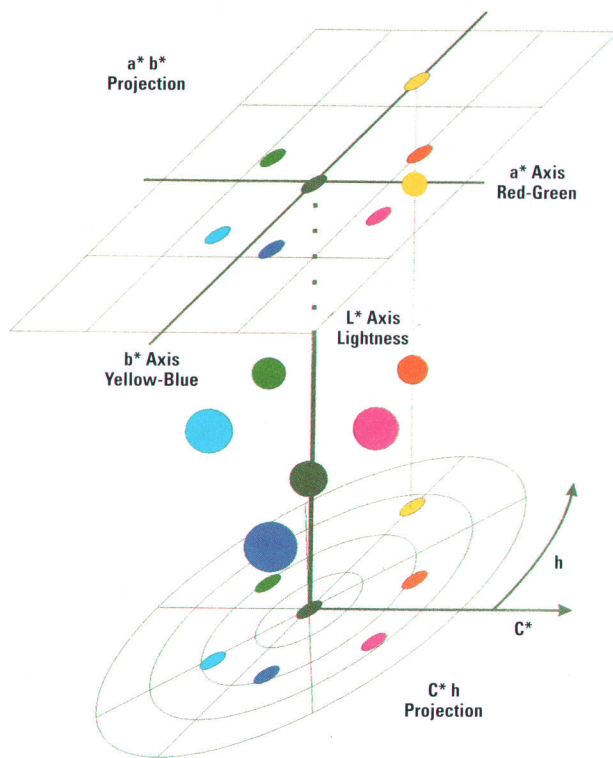 a* b*
Projection
a* Axis
Red-Green
L* Axis
Lightness
b* Axis
Yellow-Blue
h
C*
C* h
Projection